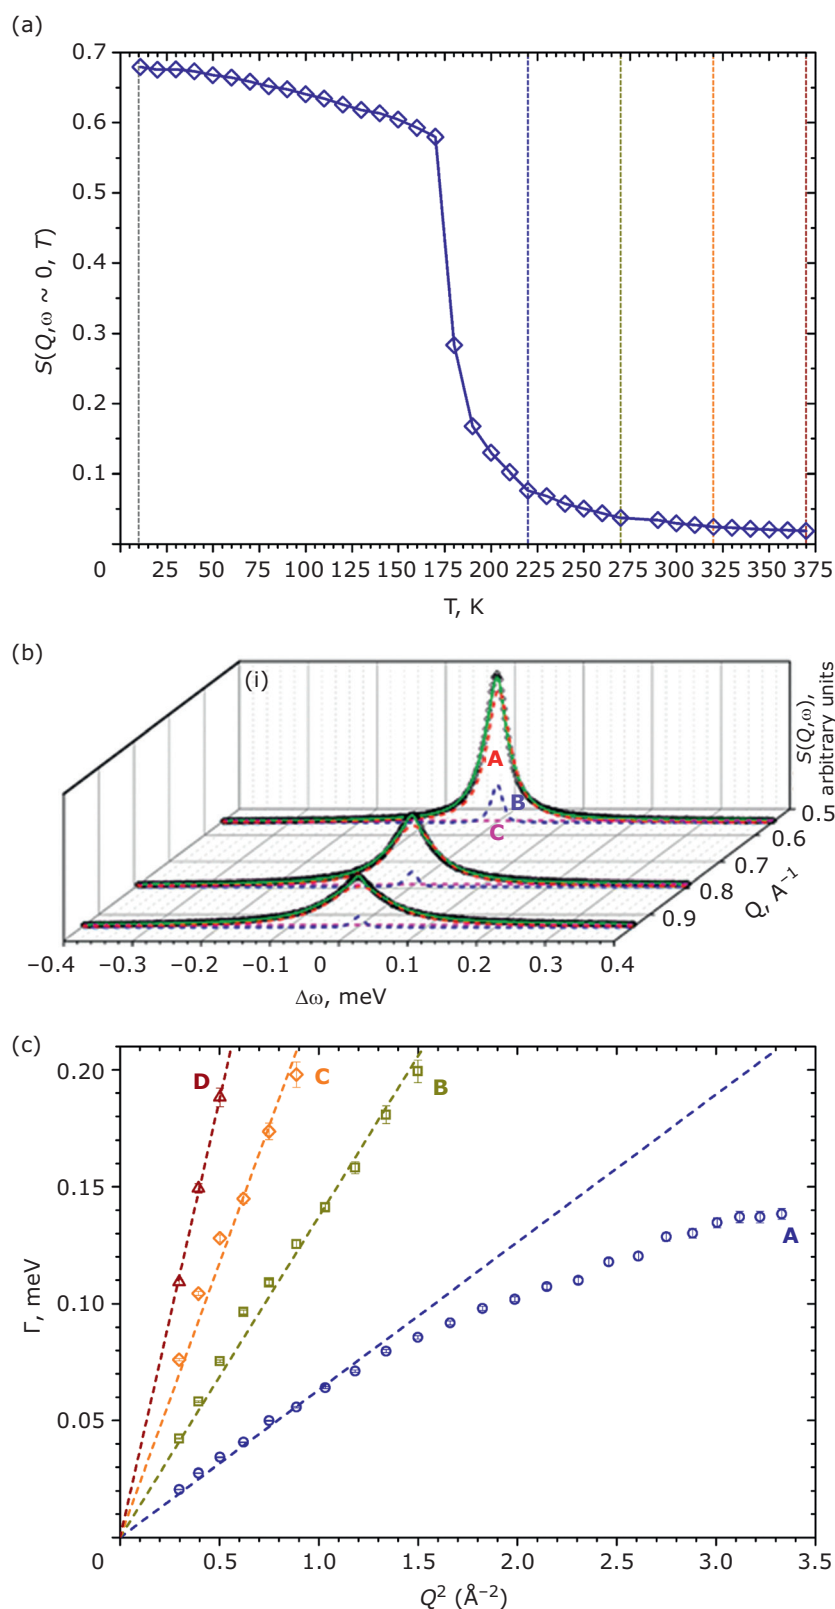 (a)
0.7
0.6
0.5
0.4
0.3
0.2
0.1
S(Q,ω ~ 0, T)
0 25 50 75 100 125 150 175 200 225 250 275 300 325 350 375
T, K
(b)
(i)
A
B
C
S(Q,ω),
arbitrary units
0.5
0.6
0.7
0.8
0.9
Q, A⁻¹
−0.4 −0.3 −0.2 −0.1 0 0.1 0.2 0.3 0.4
Δω, meV
(c)
0.20
0.15
0.10
0.05
Γ, meV
D
C
B
A
0 0.5 1.0 1.5 2.0 2.5 3.0 3.5
Q² (Å⁻²)